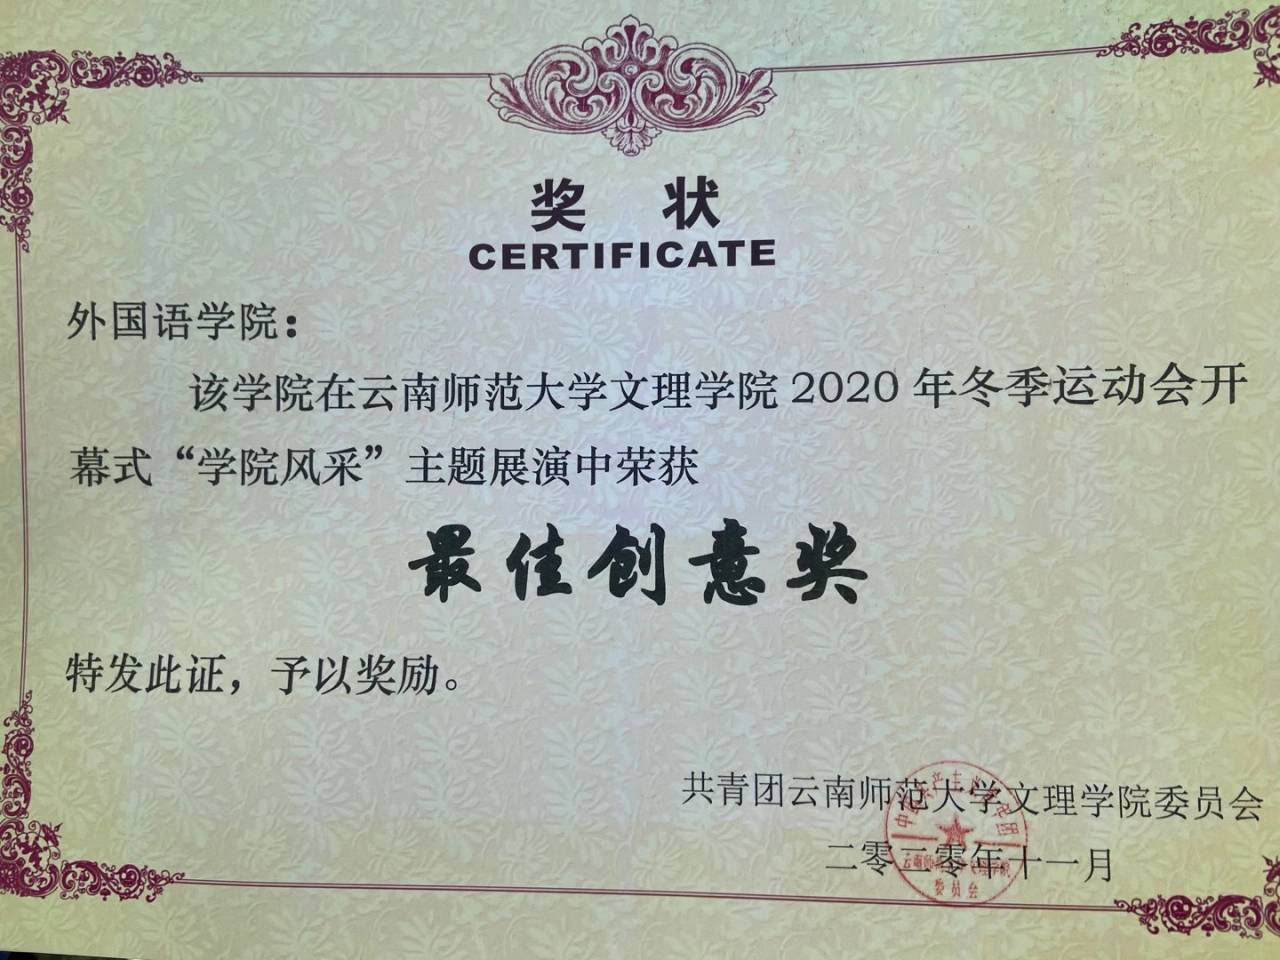 奖 状
CERTIFICATE
外国语学院：
该学院在云南师范大学文理学院 2020 年冬季运动会开
幕式“学院风采”主题展演中荣获
最佳创意奖
特发此证，予以奖励。
共青团云南师范大学文理学院委员会
二零二零年十一月
委员会